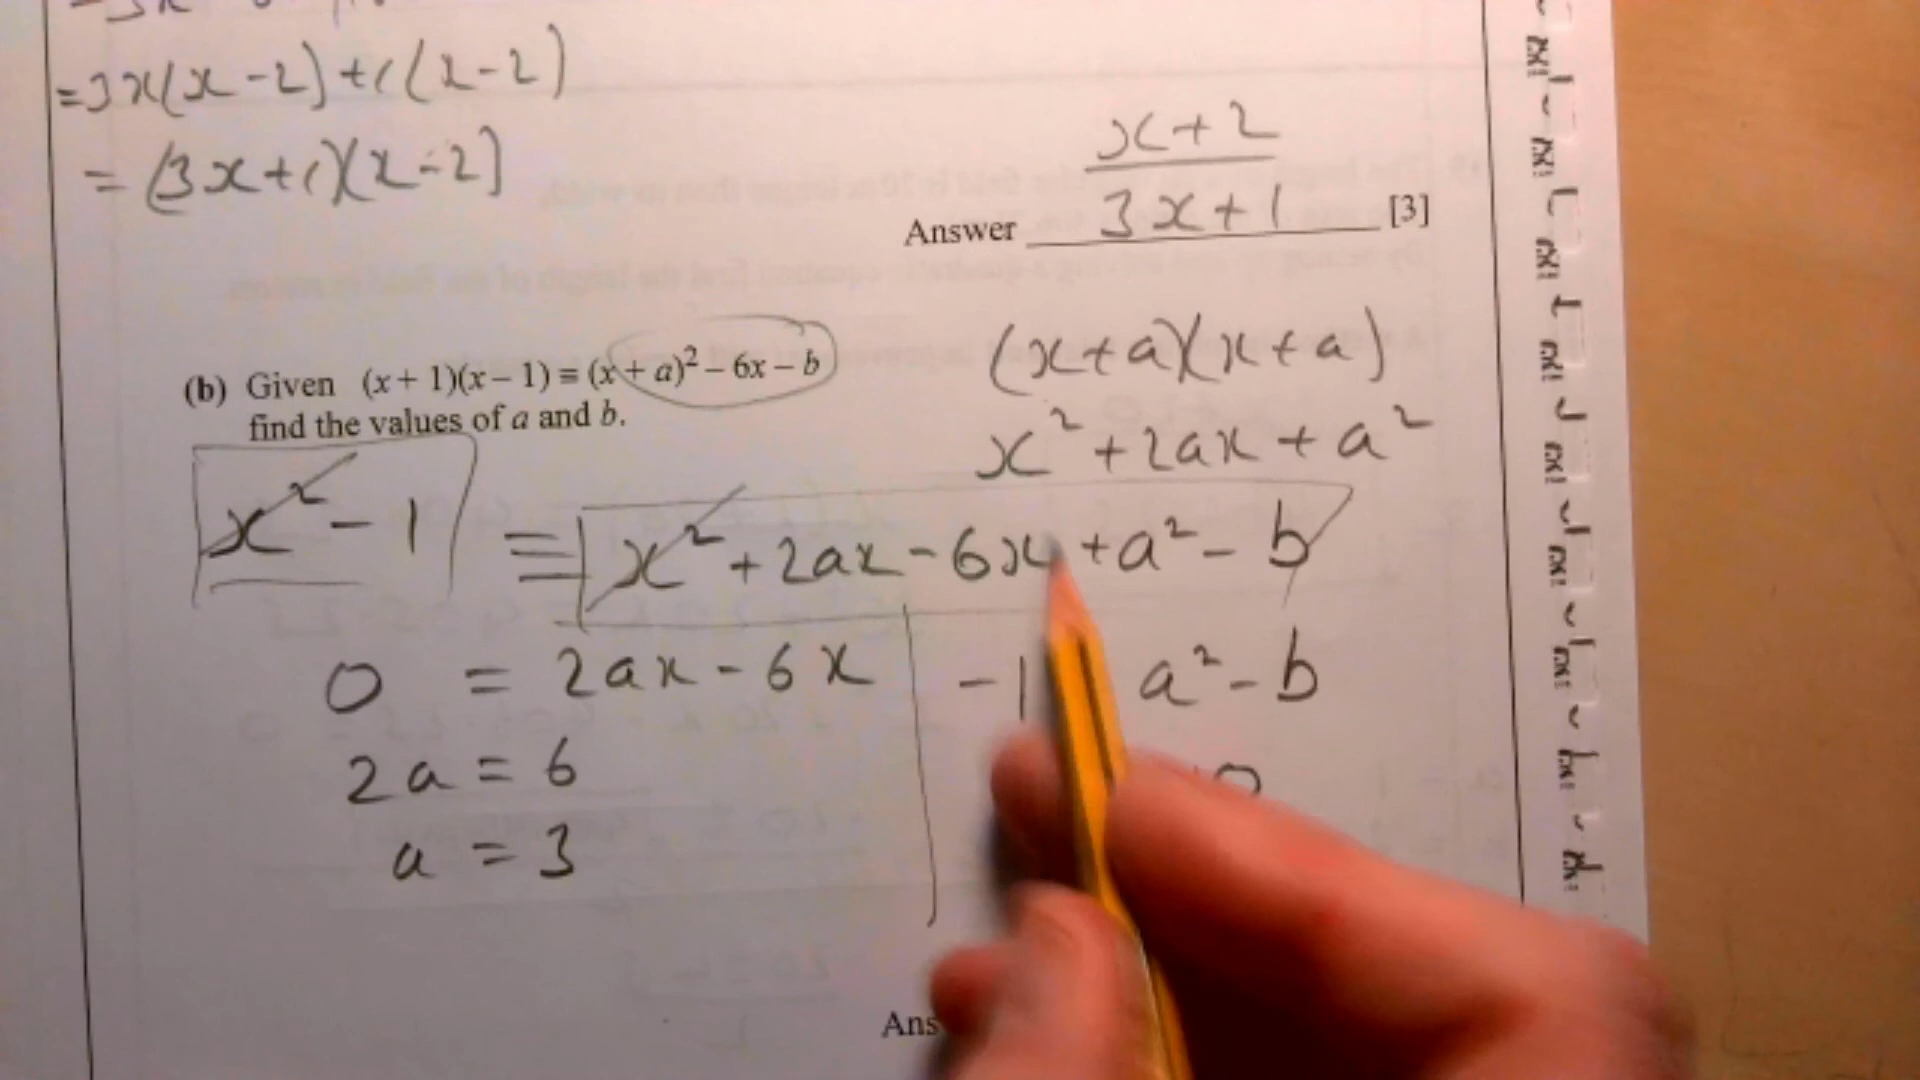 =3x(x-2)+1(x-2)
= (3x+1)(x-2)
x+2
3x+1
Answer [3]
(b) Given (x + 1)(x – 1) ≡ (x + a)² – 6x – b
find the values of a and b.
(x+a)(x+a)
x²+2ax+a²
x²-1 ≡ x²+2ax-6x+a²-b
0 = 2ax-6x
-1 a²-b
2a = 6
a = 3